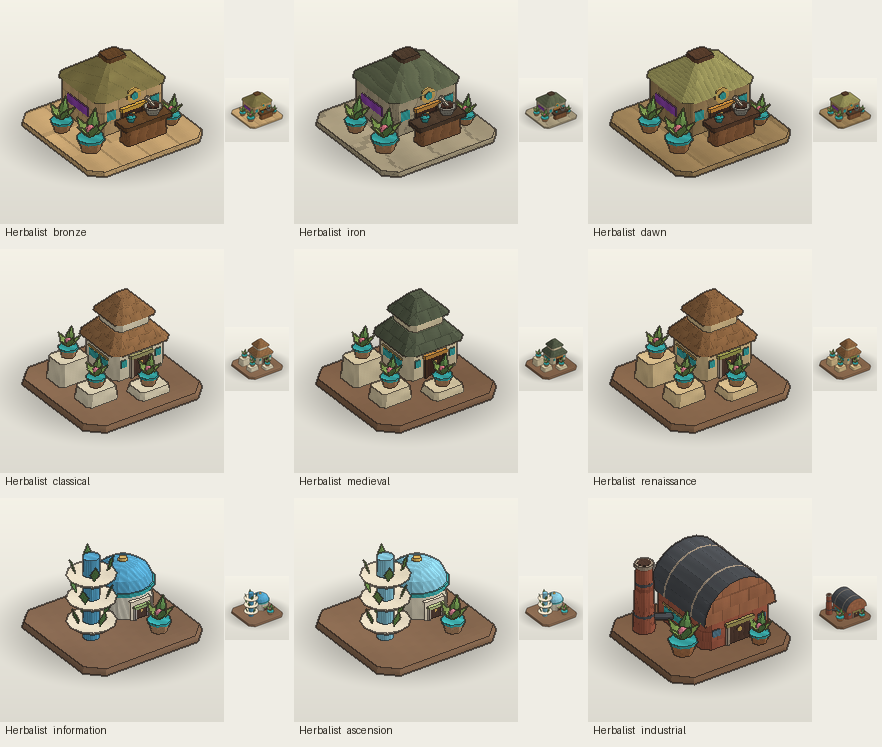 Herbalist bronze
Herbalist iron
Herbalist dawn
Herbalist classical
Herbalist medieval
Herbalist renaissance
Herbalist information
Herbalist ascension
Herbalist industrial